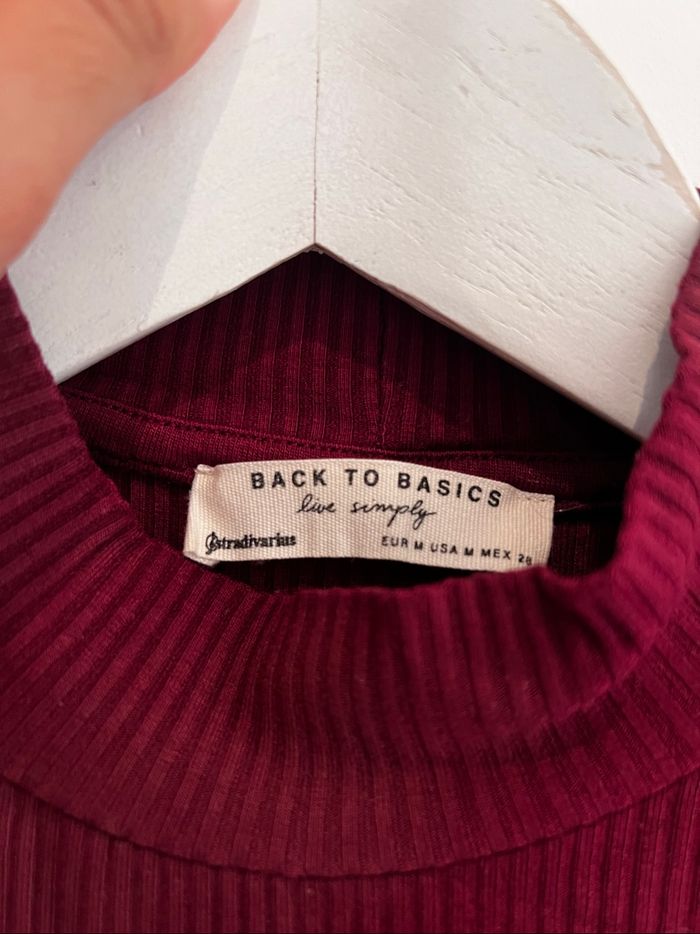 BACK TO BASICS
live simply
stradivarius EUR M USA M MEX 28